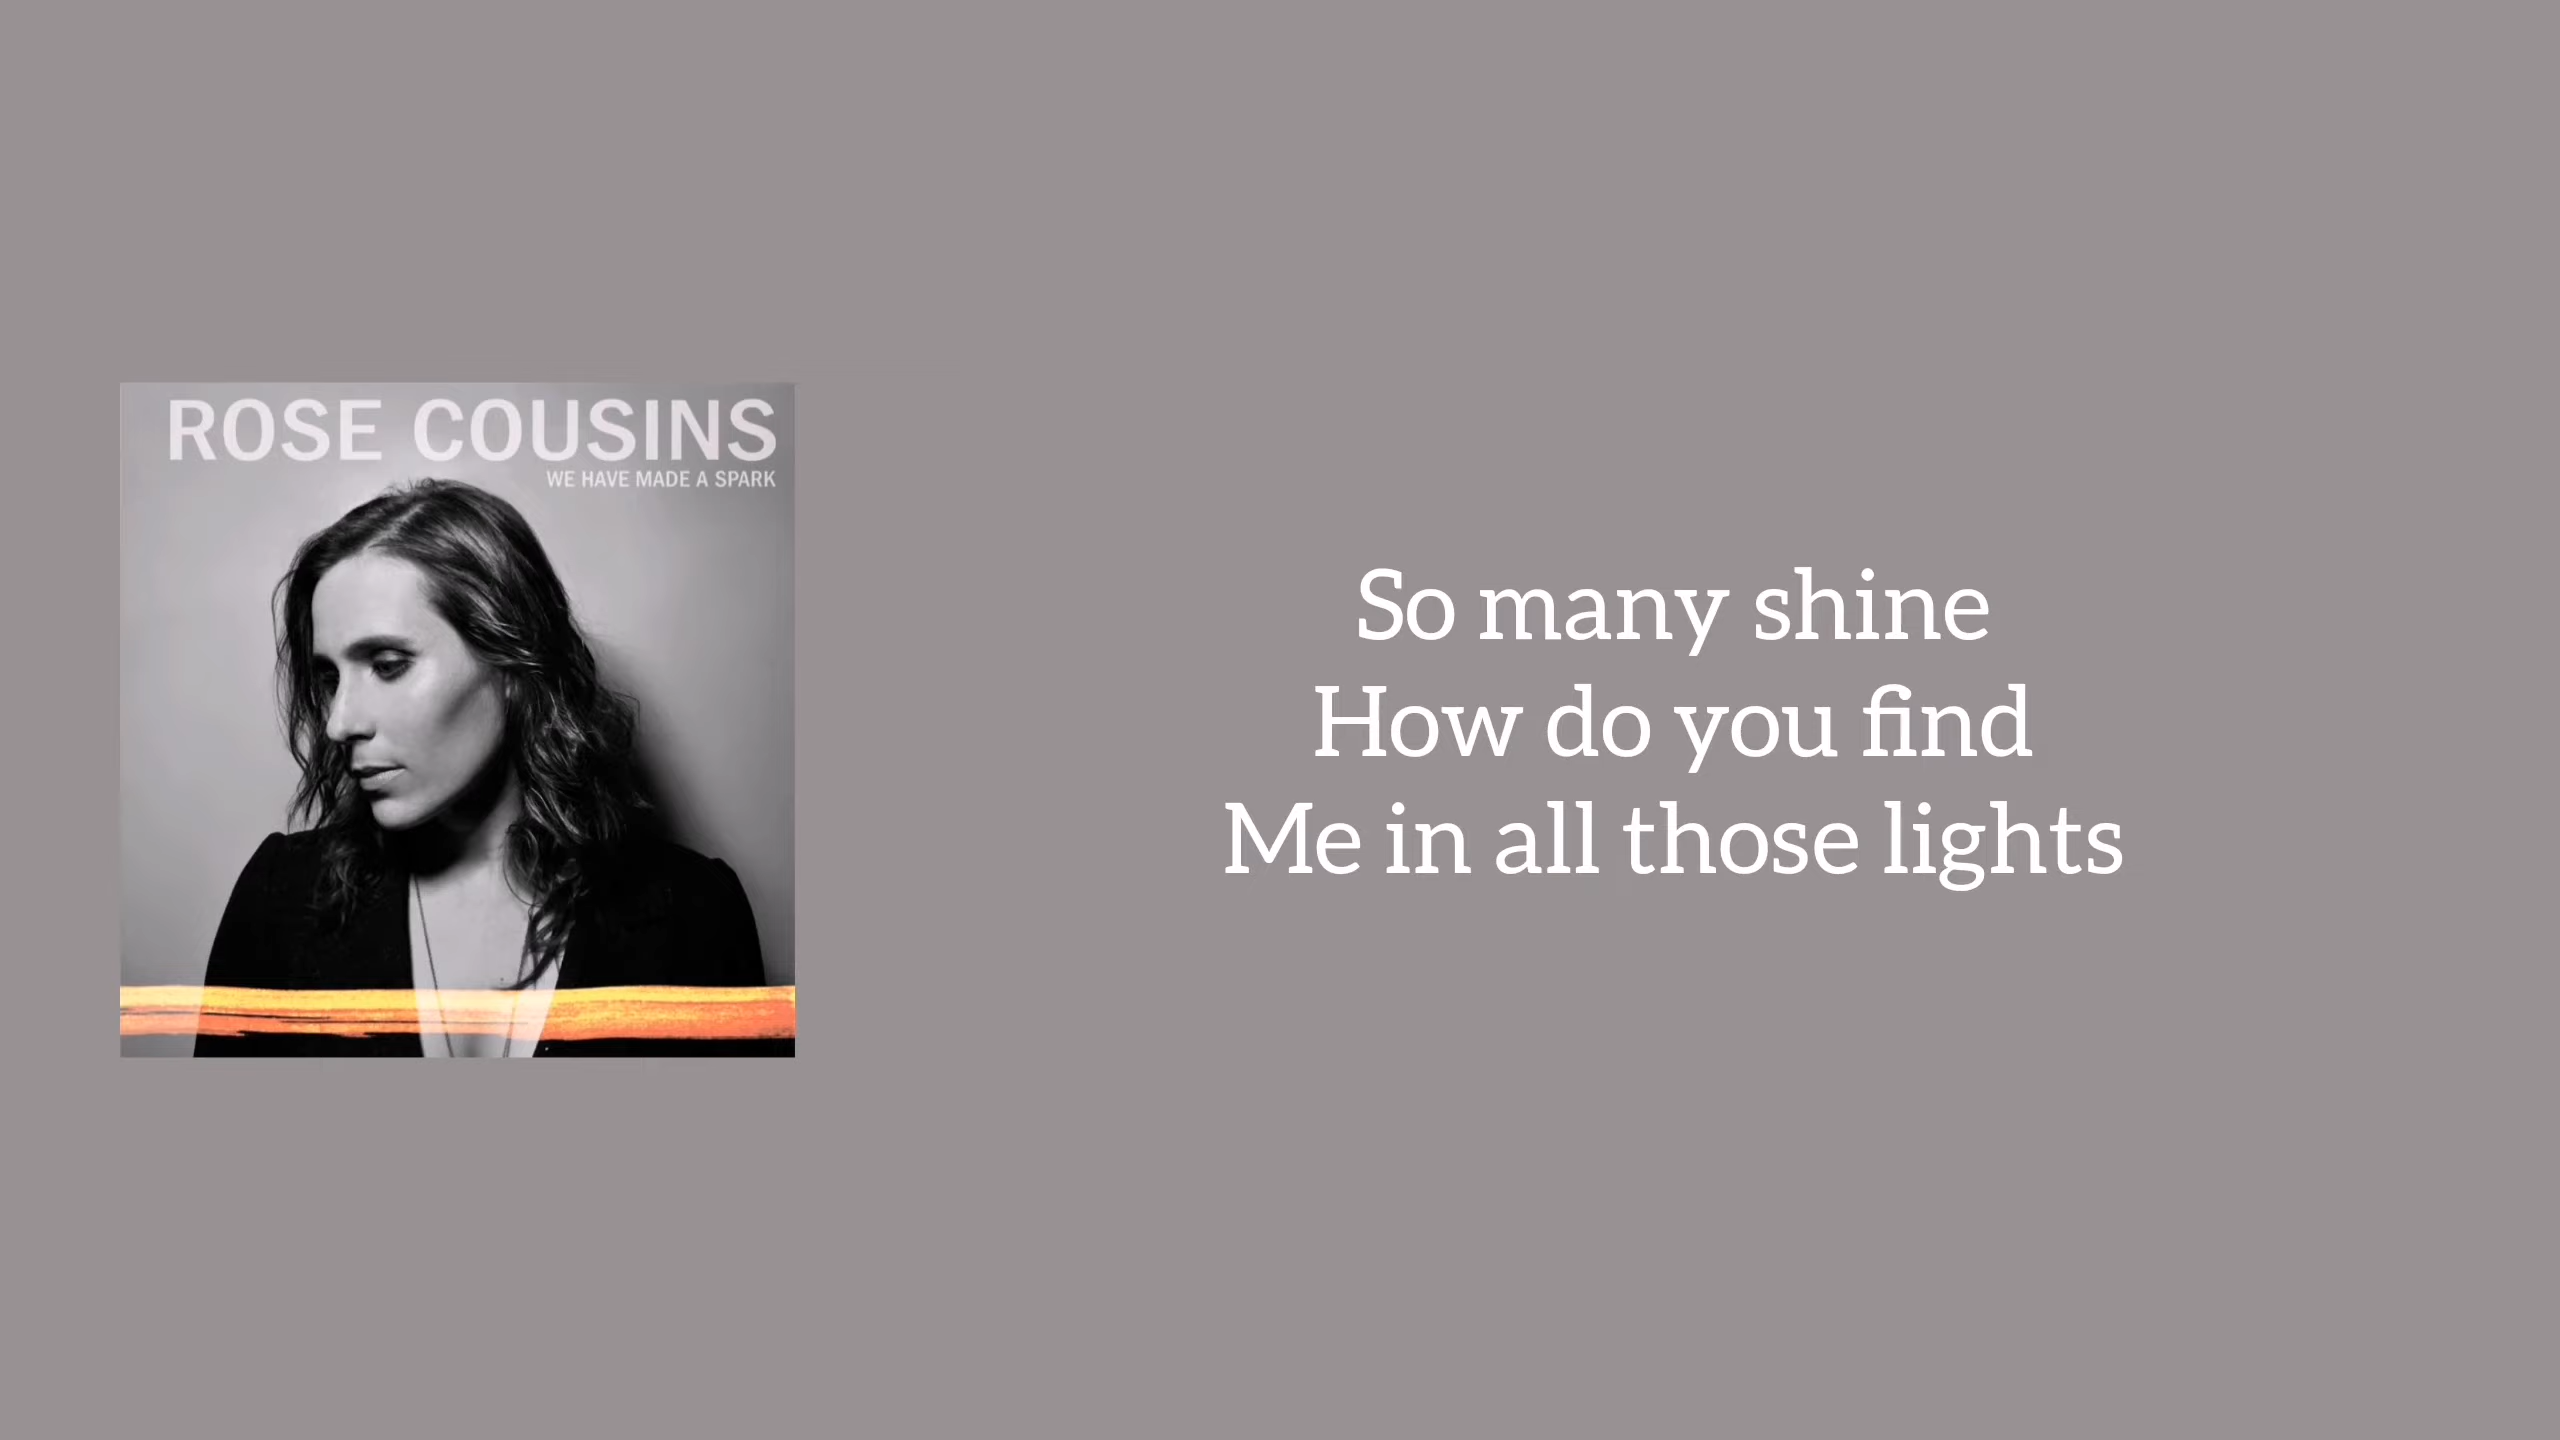 ROSE COUSINS
WE HAVE MADE A SPARK
So many shine
How do you find
Me in all those lights